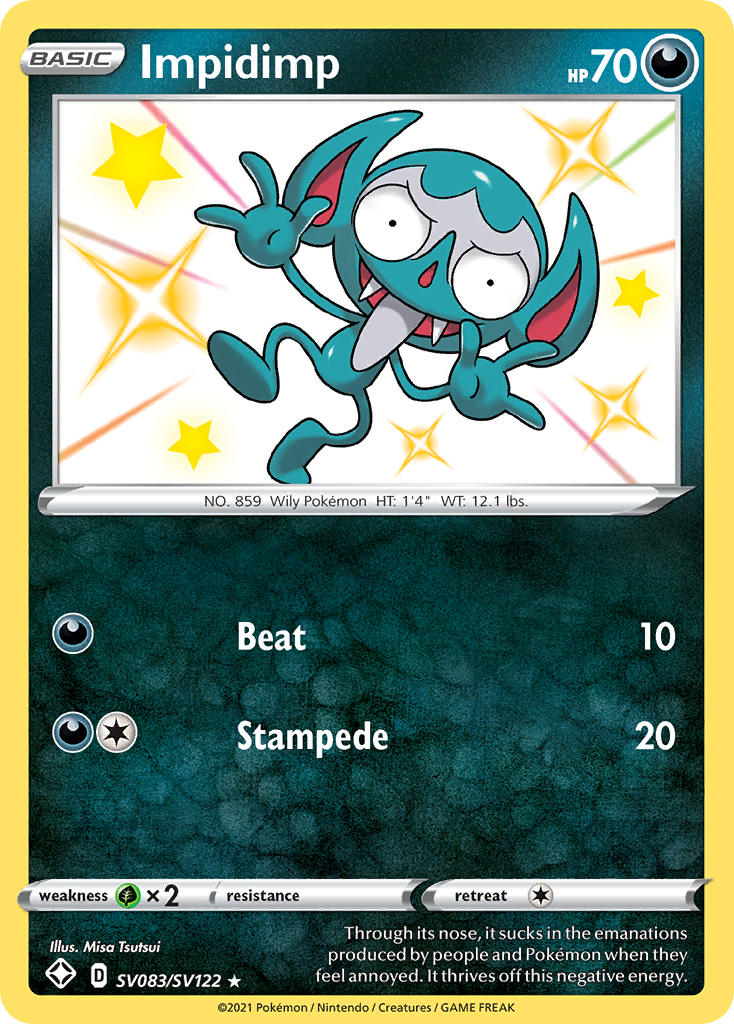 BASIC
Impidimp
HP 70
NO. 859 Wily Pokémon HT: 1'4" WT: 12.1 lbs.
Beat 10
Stampede 20
weakness ×2 resistance retreat
Illus. Misa Tsutsui
D SV083/SV122 ★
Through its nose, it sucks in the emanations
produced by people and Pokémon when they
feel annoyed. It thrives off this negative energy.
©2021 Pokémon / Nintendo / Creatures / GAME FREAK